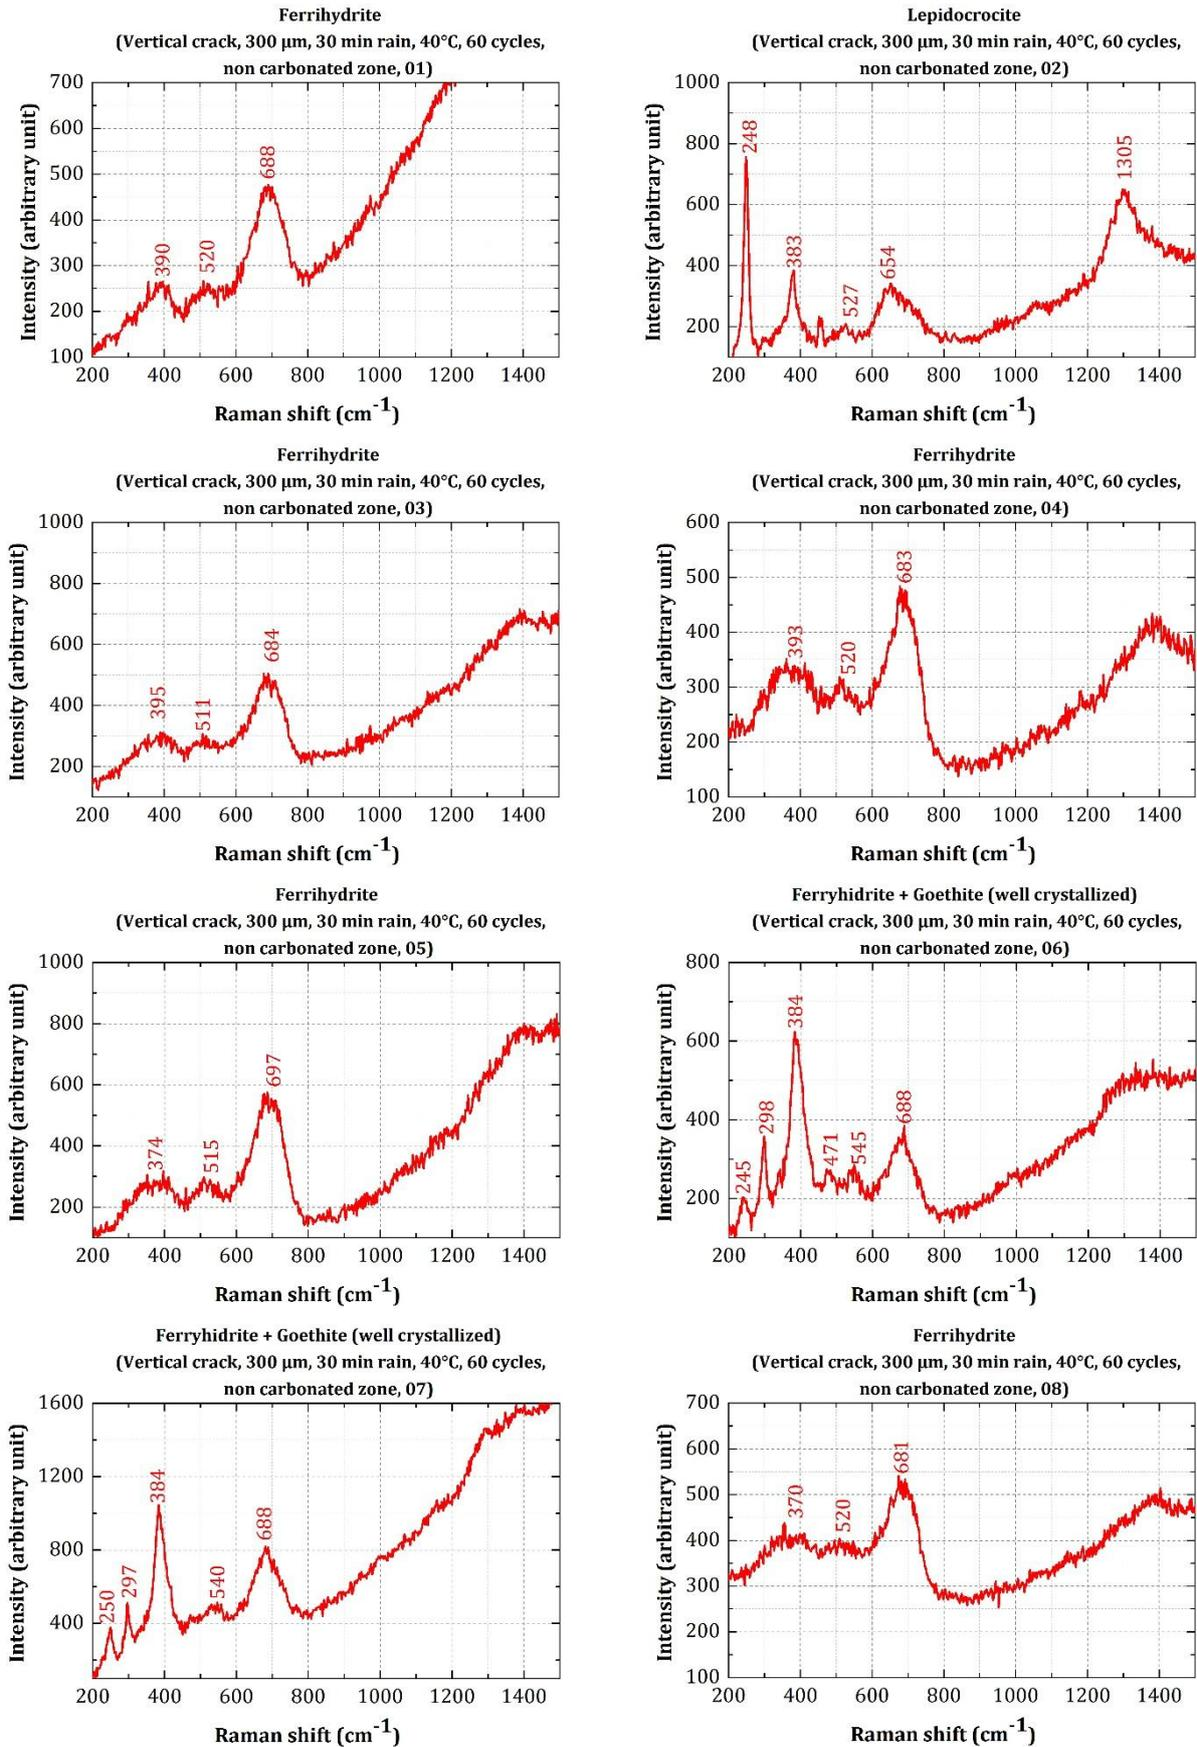 Ferrihydrite
(Vertical crack, 300 µm, 30 min rain, 40°C, 60 cycles,
non carbonated zone, 01)
Intensity (arbitrary unit)
700
600
500
400
300
200
100
390
520
688
200 400 600 800 1000 1200 1400
Raman shift (cm-1)
Lepidocrocite
(Vertical crack, 300 µm, 30 min rain, 40°C, 60 cycles,
non carbonated zone, 02)
Intensity (arbitrary unit)
1000
800
600
400
200
248
383
527
654
1305
200 400 600 800 1000 1200 1400
Raman shift (cm-1)
Ferrihydrite
(Vertical crack, 300 µm, 30 min rain, 40°C, 60 cycles,
non carbonated zone, 03)
Intensity (arbitrary unit)
1000
800
600
400
200
395
511
684
200 400 600 800 1000 1200 1400
Raman shift (cm-1)
Ferrihydrite
(Vertical crack, 300 µm, 30 min rain, 40°C, 60 cycles,
non carbonated zone, 04)
Intensity (arbitrary unit)
600
500
400
300
200
100
393
520
683
200 400 600 800 1000 1200 1400
Raman shift (cm-1)
Ferrihydrite
(Vertical crack, 300 µm, 30 min rain, 40°C, 60 cycles,
non carbonated zone, 05)
Intensity (arbitrary unit)
1000
800
600
400
200
374
515
697
200 400 600 800 1000 1200 1400
Raman shift (cm-1)
Ferryhidrite + Goethite (well crystallized)
(Vertical crack, 300 µm, 30 min rain, 40°C, 60 cycles,
non carbonated zone, 06)
Intensity (arbitrary unit)
800
600
400
200
245
298
384
471
545
688
200 400 600 800 1000 1200 1400
Raman shift (cm-1)
Ferryhidrite + Goethite (well crystallized)
(Vertical crack, 300 µm, 30 min rain, 40°C, 60 cycles,
non carbonated zone, 07)
Intensity (arbitrary unit)
1600
1200
800
400
250
297
384
540
688
200 400 600 800 1000 1200 1400
Raman shift (cm-1)
Ferrihydrite
(Vertical crack, 300 µm, 30 min rain, 40°C, 60 cycles,
non carbonated zone, 08)
Intensity (arbitrary unit)
700
600
500
400
300
200
100
370
520
681
200 400 600 800 1000 1200 1400
Raman shift (cm-1)